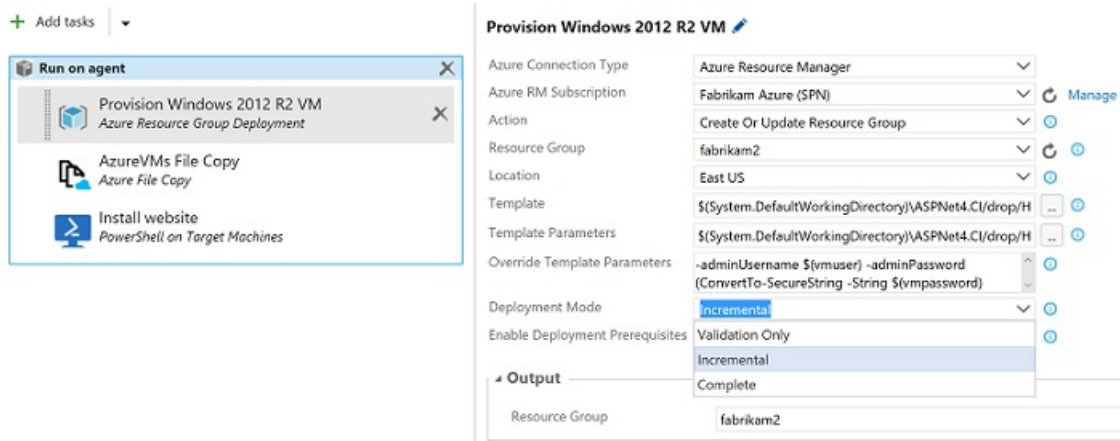 Add tasks
Run on agent
Provision Windows 2012 R2 VM
Azure Resource Group Deployment
AzureVMs File Copy
Azure File Copy
Install website
PowerShell on Target Machines
Provision Windows 2012 R2 VM
Azure Connection Type Azure Resource Manager
Azure RM Subscription Fabrikam Azure (SPN) Manage
Action Create Or Update Resource Group
Resource Group fabrikam2
Location East US
Template $(System.DefaultWorkingDirectory)\ASPNet4.CI/drop/H ...
Template Parameters $(System.DefaultWorkingDirectory)\ASPNet4.CI/drop/H ...
Override Template Parameters -adminUsername $(vmuser) -adminPassword
(ConvertTo-SecureString -String $(vmpassword)
Deployment Mode Incremental
Enable Deployment Prerequisites Validation Only
Incremental
Complete
Output
Resource Group fabrikam2